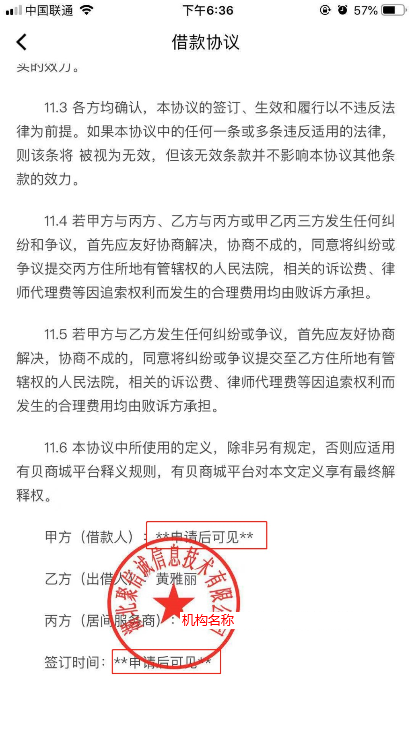 中国联通 下午6:36 57%
借款协议
实的效力。
11.3 各方均确认，本协议的签订、生效和履行以不违反法
律为前提。如果本协议中的任何一条或多条违反适用的法律，
则该条将 被视为无效，但该无效条款并不影响本协议其他条
款的效力。
11.4 若甲方与丙方、乙方与丙方或甲乙丙三方发生任何纠
纷和争议，首先应友好协商解决，协商不成的，同意将纠纷或
争议提交丙方住所地有管辖权的人民法院，相关的诉讼费、律
师代理费等因追索权利而发生的合理费用均由败诉方承担。
11.5 若甲方与乙方发生任何纠纷或争议，首先应友好协商
解决，协商不成的，同意将纠纷或争议提交至乙方住所地有管
辖权的人民法院，相关的诉讼费、律师代理费等因追索权利而
发生的合理费用均由败诉方承担。
11.6 本协议中所使用的定义，除非另有规定，否则应适用
有贝商城平台释义规则，有贝商城平台对本文定义享有最终解
释权。
甲方（借款人）：**申请后可见**
乙方（出借人）：黄雅丽
丙方（居间服务商）：机构名称
签订时间：**申请后可见**
湖北聚信诚信息技术有限公司